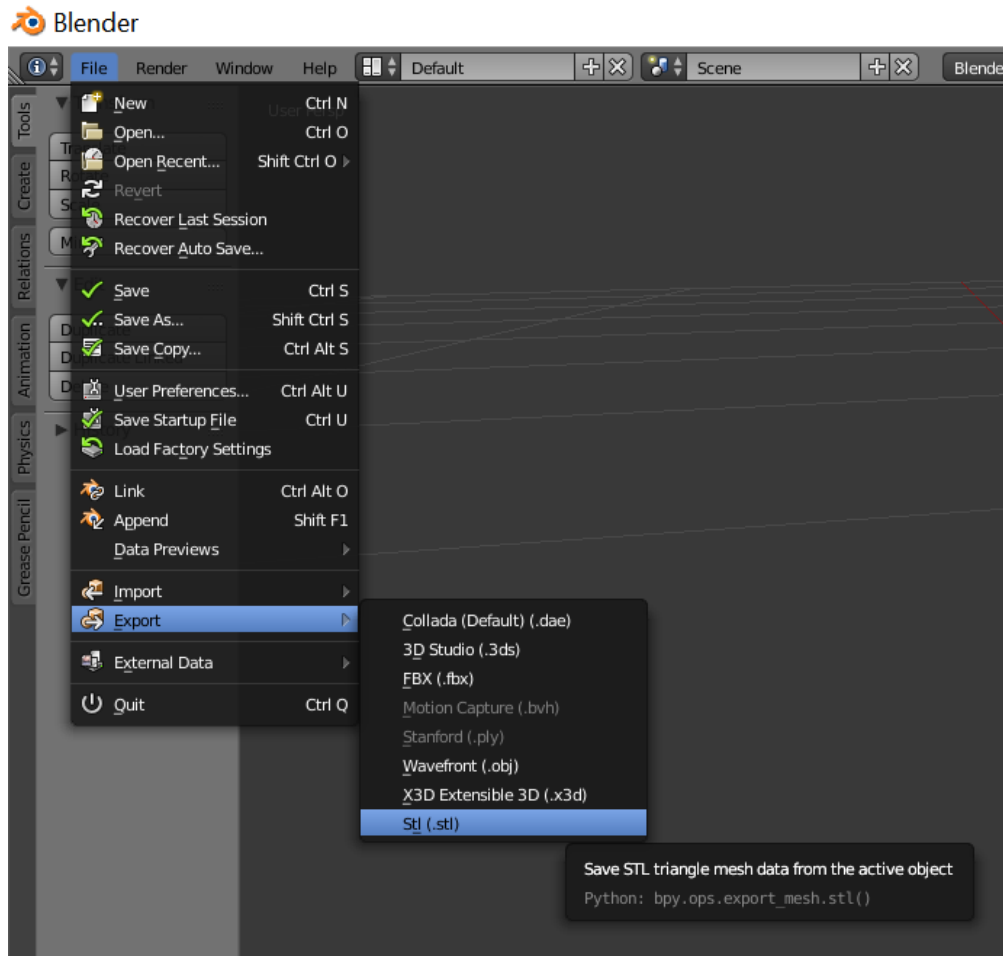 Blender
File Render Window Help Default Scene Blende
Tools
Create
Relations
Animation
Physics
Grease Pencil
User Persp
New Ctrl N
Open... Ctrl O
Open Recent... Shift Ctrl O
Revert
Recover Last Session
Recover Auto Save...
Save Ctrl S
Save As... Shift Ctrl S
Save Copy... Ctrl Alt S
User Preferences... Ctrl Alt U
Save Startup File Ctrl U
Load Factory Settings
Link Ctrl Alt O
Append Shift F1
Data Previews
Import
Export
External Data
Quit Ctrl Q
Collada (Default) (.dae)
3D Studio (.3ds)
FBX (.fbx)
Motion Capture (.bvh)
Stanford (.ply)
Wavefront (.obj)
X3D Extensible 3D (.x3d)
Stl (.stl)
Save STL triangle mesh data from the active object
Python: bpy.ops.export_mesh.stl()